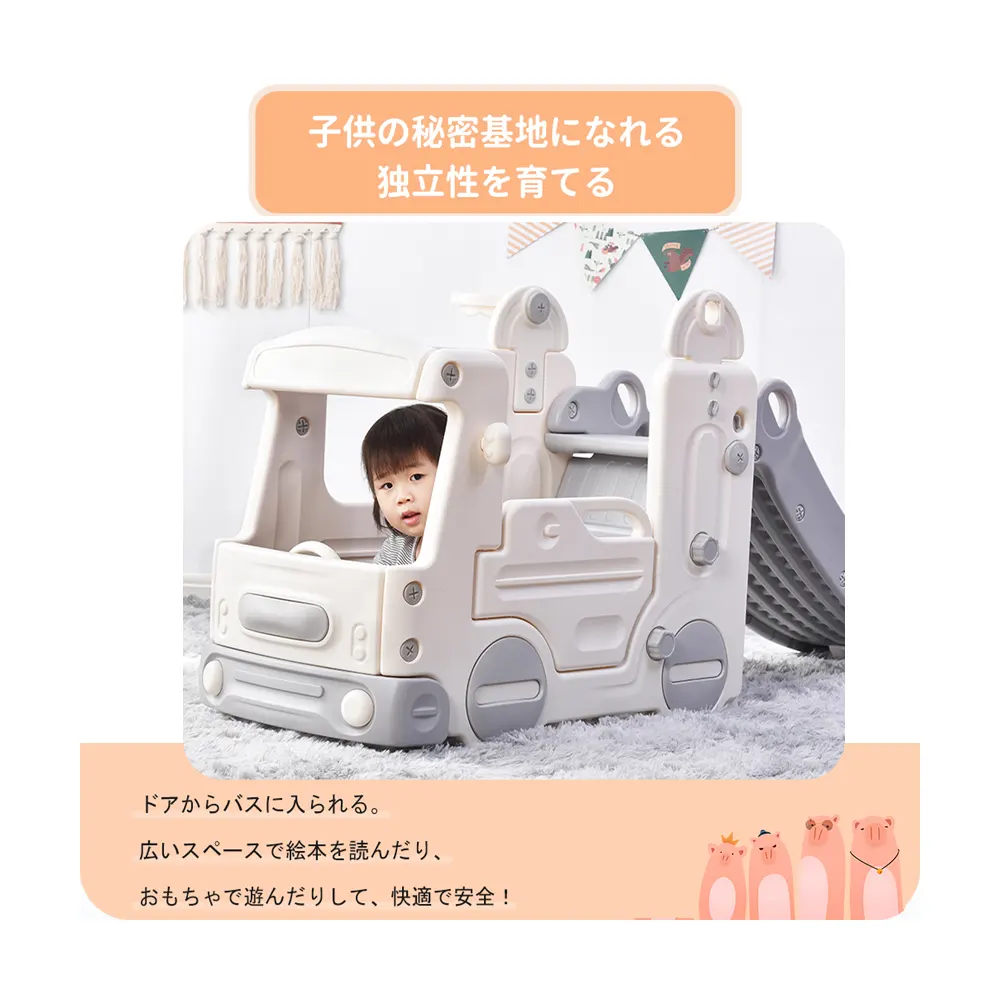 子供の秘密基地になれる
独立性を育てる
ドアからバスに入られる。
広いスペースで絵本を読んだり、
おもちゃで遊んだりして、快適で安全！